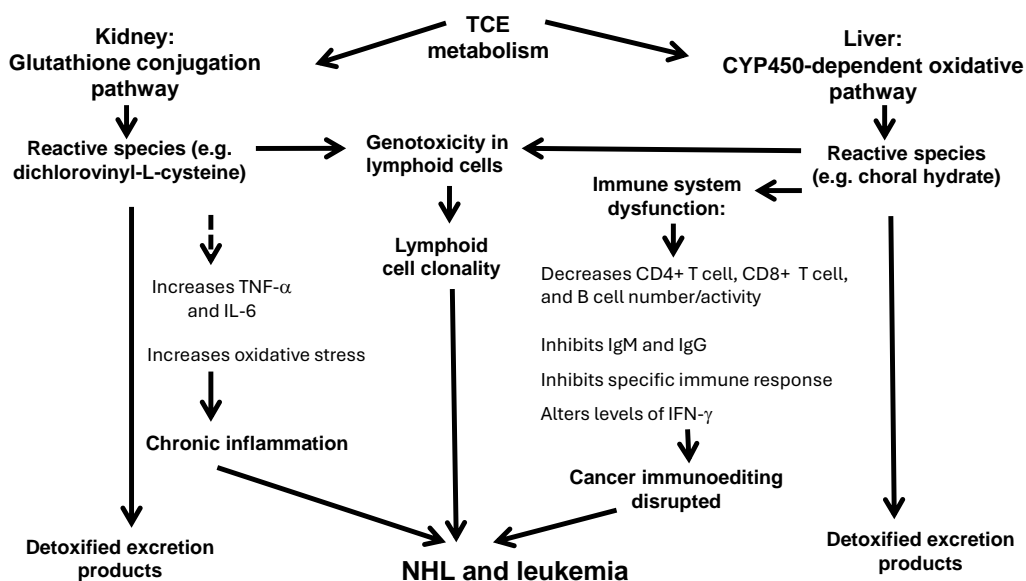 TCE
metabolism
Kidney:
Glutathione conjugation
pathway
Liver:
CYP450-dependent oxidative
pathway
Reactive species (e.g.
dichlorovinyl-L-cysteine)
Genotoxicity in
lymphoid cells
Reactive species
(e.g. choral hydrate)
Immune system
dysfunction:
Lymphoid
cell clonality
Increases TNF-α
and IL-6
Increases oxidative stress
Chronic inflammation
Decreases CD4+ T cell, CD8+ T cell,
and B cell number/activity
Inhibits IgM and IgG
Inhibits specific immune response
Alters levels of IFN-γ
Cancer immunoediting
disrupted
Detoxified excretion
products
NHL and leukemia
Detoxified excretion
products